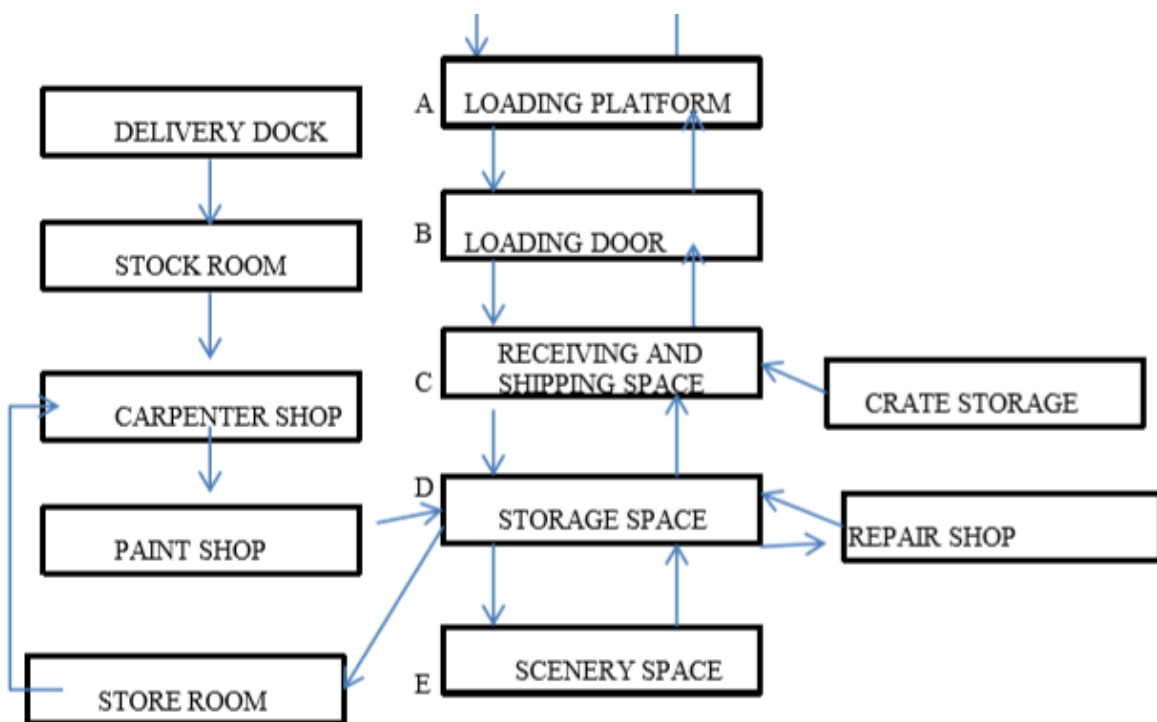 A LOADING PLATFORM
DELIVERY DOCK
B LOADING DOOR
STOCK ROOM
RECEIVING AND
C SHIPPING SPACE
CRATE STORAGE
CARPENTER SHOP
D STORAGE SPACE
REPAIR SHOP
PAINT SHOP
E SCENERY SPACE
STORE ROOM